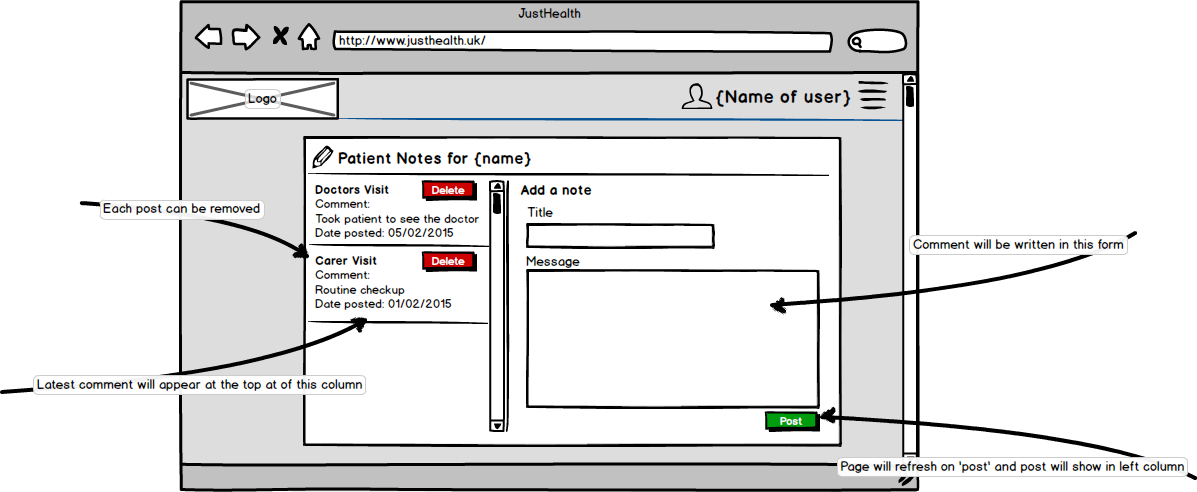 JustHealth
http://www.justhealth.uk/
Logo
{Name of user}
Patient Notes for {name}
Doctors Visit
Delete
Comment:
Took patient to see the doctor
Date posted: 05/02/2015
Carer Visit
Delete
Comment:
Routine checkup
Date posted: 01/02/2015
Add a note
Title
Message
Post
Each post can be removed
Latest comment will appear at the top at of this column
Comment will be written in this form
Page will refresh on 'post' and post will show in left column